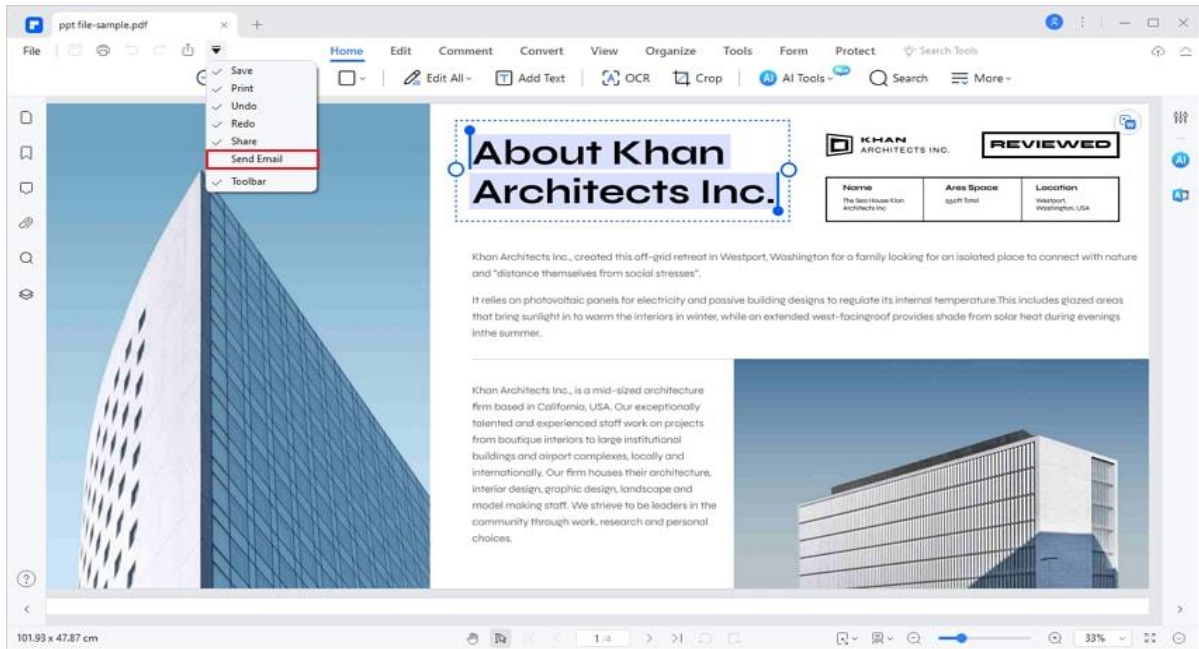 ppt file-sample.pdf
File
Home Edit Comment Convert View Organize Tools Form Protect Search Tools
Edit All Add Text OCR Crop AI Tools Search More
Save
Print
Undo
Redo
Share
Send Email
Toolbar
About Khan
Architects Inc.
KHAN
ARCHITECTS INC.
REVIEWED
Name Area Space Location
Architects Inc Total Westport,
Washington, USA
Khan Architects Inc., created this off-grid retreat in Westport, Washington for a family looking for an isolated place to connect with nature
and "distance themselves from social stresses".
It relies on photovoltaic panels for electricity and passive building designs to regulate its internal temperature.This includes glazed areas
that bring sunlight in to warm the interiors in winter, while an extended west-facingroof provides shade from solar heat during evenings
inthe summer.
Khan Architects Inc., is a mid-sized architecture
firm based in California, USA. Our exceptionally
talented and experienced staff work on projects
from boutique interiors to large institutional
buildings and airport complexes, locally and
internationally. Our firm houses their architecture,
interior design, graphic design, landscape and
model making staff. We strieve to be leaders in the
community through work, research and personal
choices.
101.93 x 47.87 cm
1 /4
33%